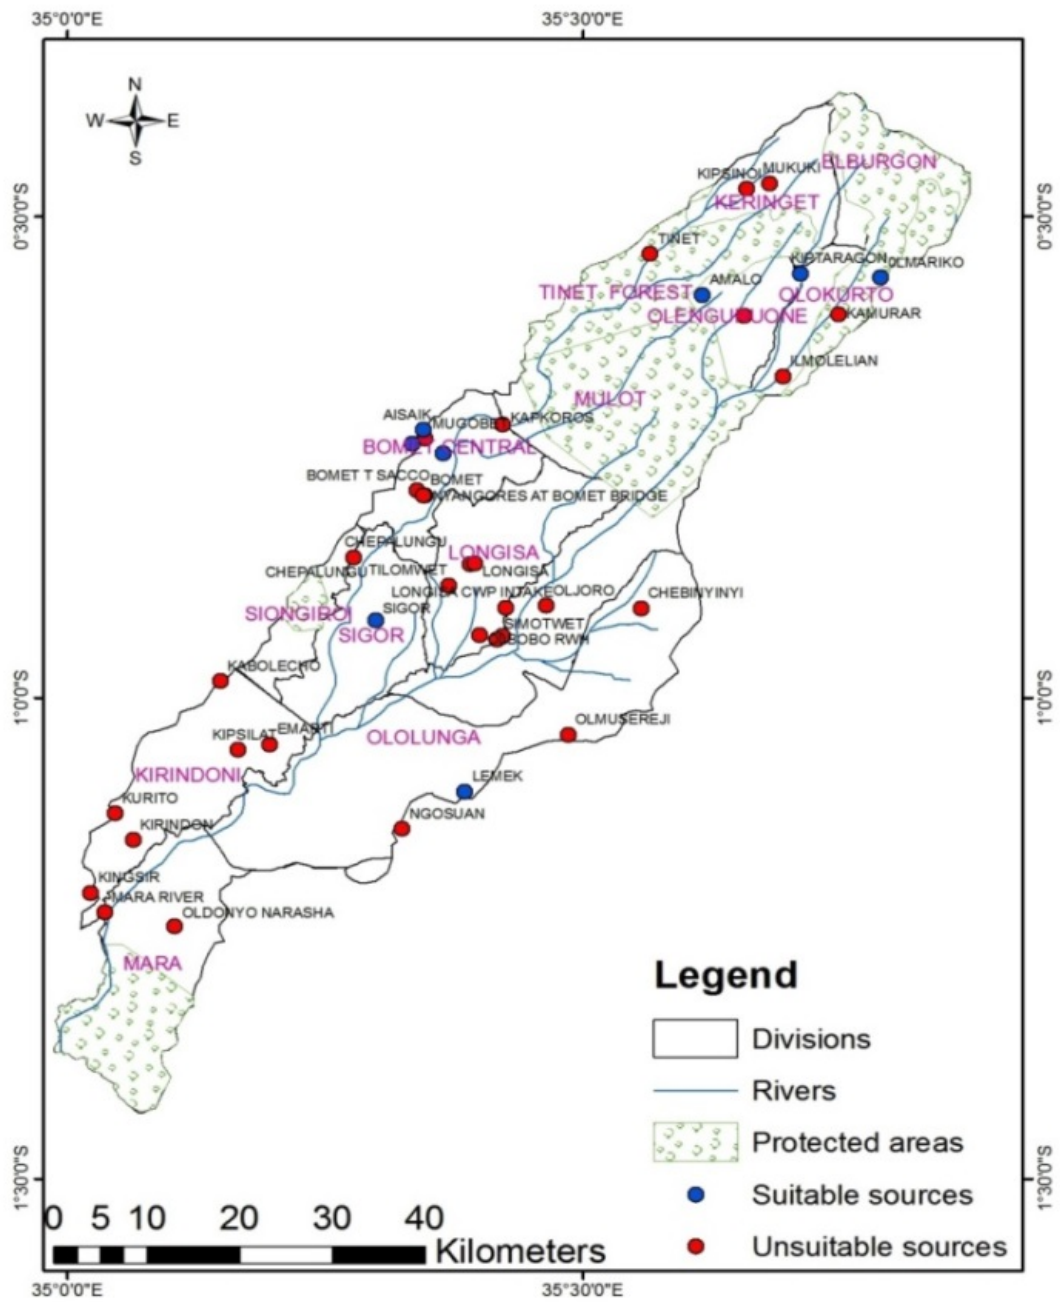 35°0'0"E
35°30'0"E
N
W
E
S
ELBURGON
KIPSINOI
MUKUKI
KERINGET
0°30'0"S
0°30'0"S
TINET
KIPTARAGON
OLMARIKO
AMALO
TINET FOREST
OLOKURTO
OLENGURUONE
KAMURAR
ILMOLELIAN
MULOT
AISAIK
MUGOBE
KAPKOROS
BOMET CENTRAL
BOMET T SACCO
BOMET
NYANGORES AT BOMET BRIDGE
CHEPALUNGU
LONGISA
CHEPALUNGU
TILOMWET
LONGISA
LONGISA CWP INTAKE
OLJORO
CHEBINYINYI
SIONGIROI
SIGOR
SIGOR
SIMOTWET
BOBO RWH
KABOLECHO
1°0'0"S
1°0'0"S
OLMUSEREJI
KIPSILAT
EMARTI
OLOLUNGA
KIRINDONI
LEMEK
KURITO
NGOSUAN
KIRINDON
KINGSIR
MARA RIVER
OLDONYO NARASHA
MARA
Legend
Divisions
Rivers
Protected areas
Suitable sources
Unsuitable sources
1°30'0"S
1°30'0"S
0 5 10 20 30 40
Kilometers
35°0'0"E
35°30'0"E